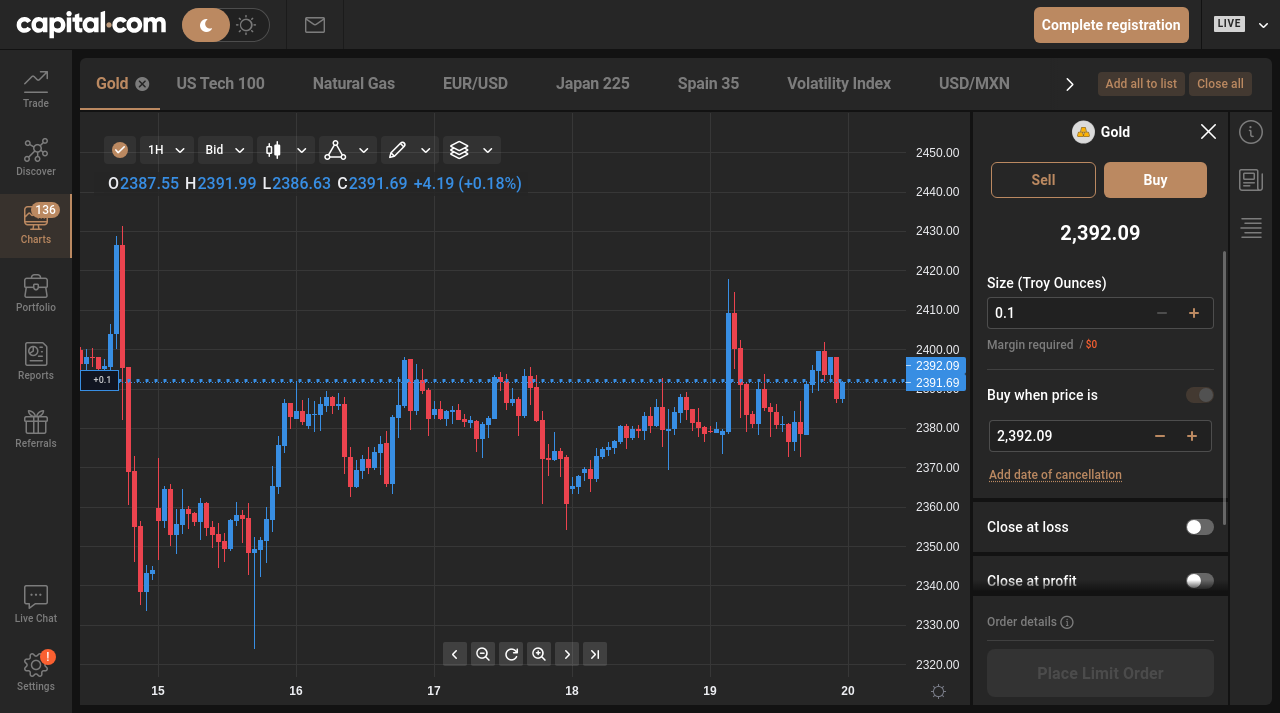 capital.com
Complete registration
LIVE
Trade
Discover
136
Charts
Portfolio
Reports
Referrals
Live Chat
!
Settings
Gold
US Tech 100
Natural Gas
EUR/USD
Japan 225
Spain 35
Volatility Index
USD/MXN
Add all to list
Close all
1H
Bid
O2387.55 H2391.99 L2386.63 C2391.69 +4.19 (+0.18%)
+0.1
2450.00
2440.00
2430.00
2420.00
2410.00
2400.00
2392.09
2391.69
2380.00
2370.00
2360.00
2350.00
2340.00
2330.00
2320.00
15 16 17 18 19 20
Gold
Sell
Buy
2,392.09
Size (Troy Ounces)
0.1
Margin required / $0
Buy when price is
2,392.09
Add date of cancellation
Close at loss
Close at profit
Order details
Place Limit Order